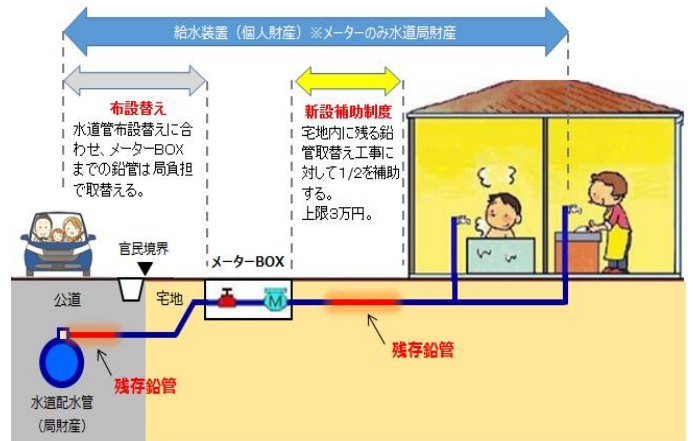 給水装置（個人財産）※メーターのみ水道局財産
布設替え
水道管布設替えに合
わせ、メーターBOX
までの鉛管は局負担
で取替える。
新設補助制度
宅地内に残る鉛
管取替え工事に
対して1/2を補助
する。
上限3万円。
官民境界
メーターBOX
公道
宅地
M
残存鉛管
残存鉛管
水道配水管
（局財産）